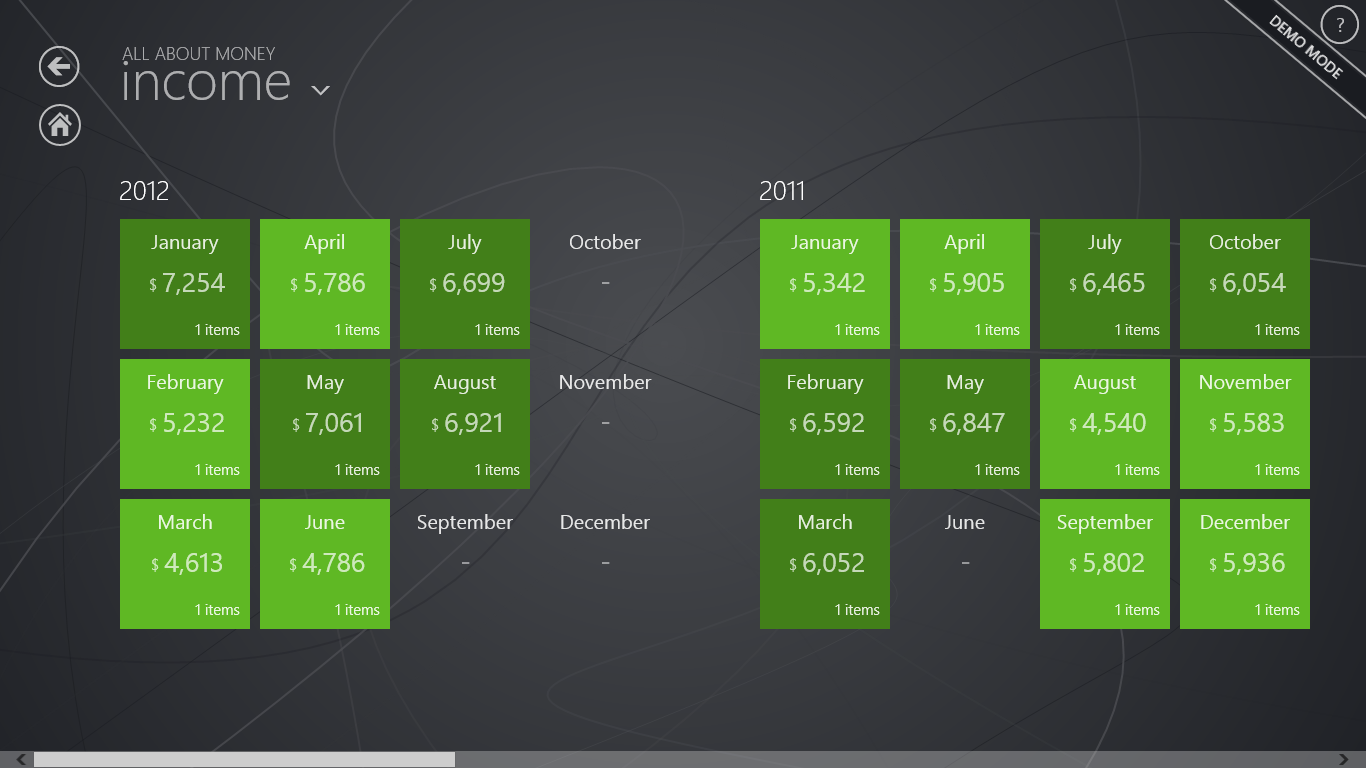 ALL ABOUT MONEY
income
DEMO MODE
?
2012
January
$ 7,254
1 items
April
$ 5,786
1 items
July
$ 6,699
1 items
October
-
February
$ 5,232
1 items
May
$ 7,061
1 items
August
$ 6,921
1 items
November
-
March
$ 4,613
1 items
June
$ 4,786
1 items
September
-
December
-
2011
January
$ 5,342
1 items
April
$ 5,905
1 items
July
$ 6,465
1 items
October
$ 6,054
1 items
February
$ 6,592
1 items
May
$ 6,847
1 items
August
$ 4,540
1 items
November
$ 5,583
1 items
March
$ 6,052
1 items
June
-
September
$ 5,802
1 items
December
$ 5,936
1 items